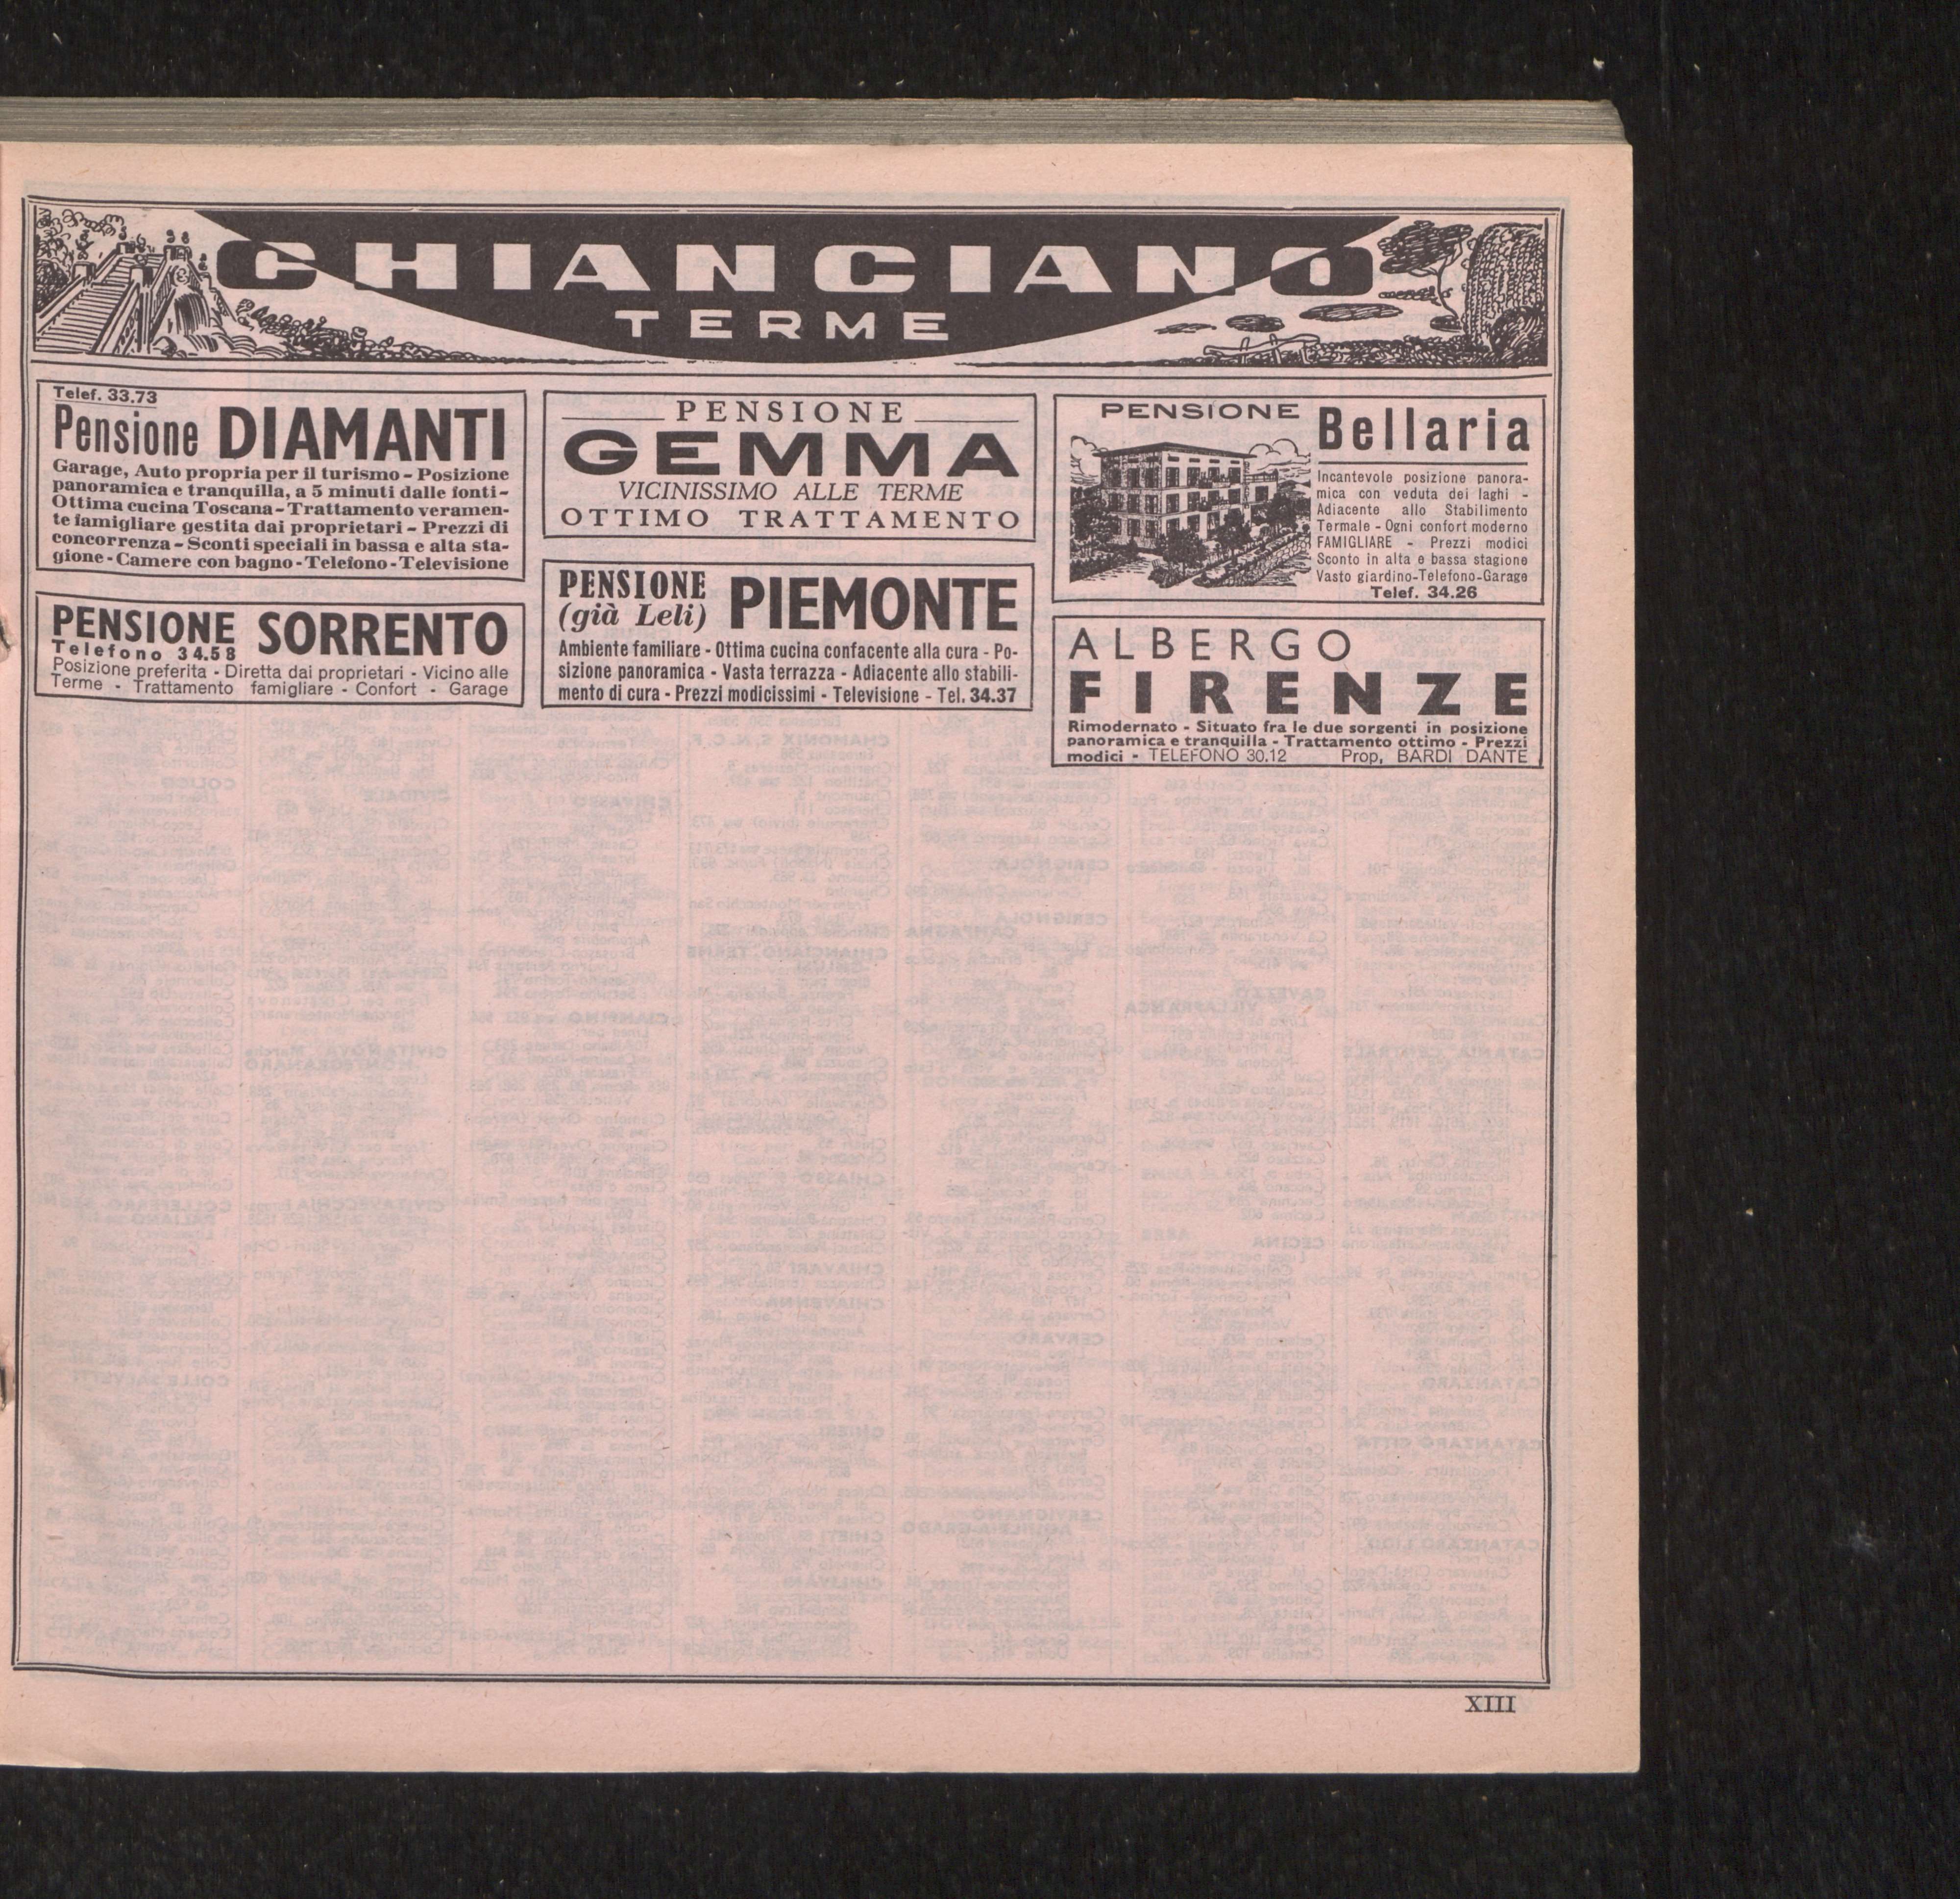 CHIANCIANO
TERME
Telef. 33.73
Pensione DIAMANTI
Garage, Auto propria per il turismo - Posizione
panoramica e tranquilla, a 5 minuti dalle fonti -
Ottima cucina Toscana - Trattamento veramen-
te famigliare gestita dai proprietari - Prezzi di
concorrenza - Sconti speciali in bassa e alta sta-
gione - Camere con bagno - Telefono - Televisione
PENSIONE SORRENTO
Telefono 34.58
Posizione preferita - Diretta dai proprietari - Vicino alle
Terme - Trattamento famigliare - Confort - Garage
PENSIONE
GEMMA
VICINISSIMO ALLE TERME
OTTIMO TRATTAMENTO
PENSIONE
(già Leli) PIEMONTE
Ambiente familiare - Ottima cucina confacente alla cura - Po-
sizione panoramica - Vasta terrazza - Adiacente allo stabili-
mento di cura - Prezzi modicissimi - Televisione - Tel. 34.37
PENSIONE Bellaria
Incantevole posizione panora-
mica con veduta dei laghi -
Adiacente allo Stabilimento
Termale - Ogni confort moderno
FAMIGLIARE - Prezzi modici
Sconto in alta e bassa stagione
Vasto giardino-Telefono-Garage
Telef. 34.26
ALBERGO
FIRENZE
Rimodernato - Situato fra le due sorgenti in posizione
panoramica e tranquilla - Trattamento ottimo - Prezzi
modici - TELEFONO 30.12 Prop, BARDI DANTE
XIII